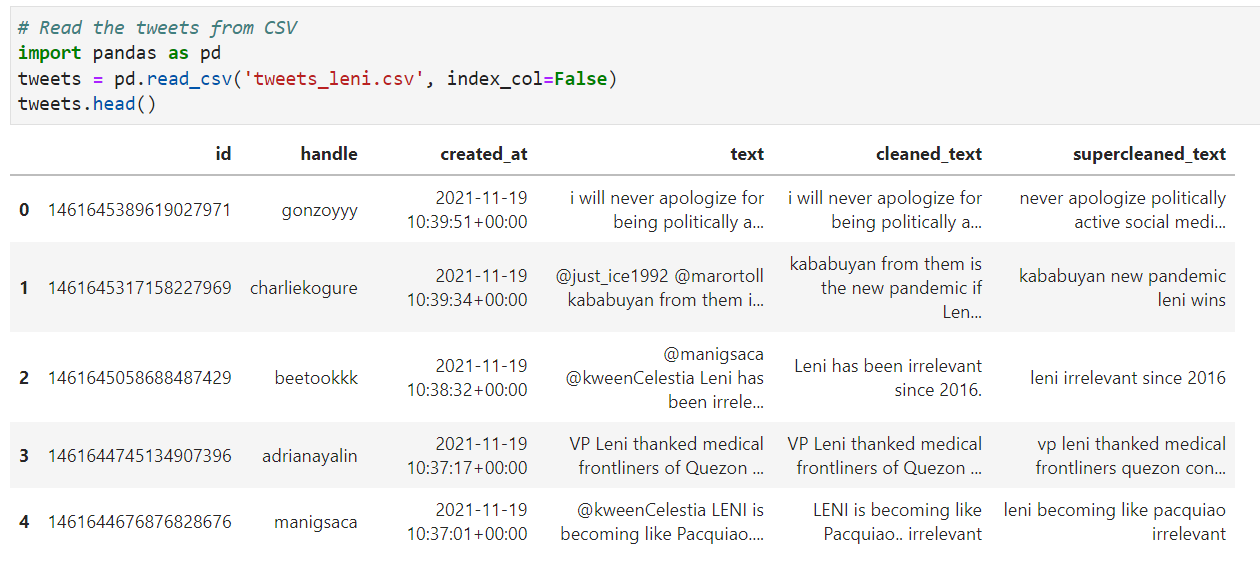 # Read the tweets from CSV
import pandas as pd
tweets = pd.read_csv('tweets_leni.csv', index_col=False)
tweets.head()
id handle created_at text cleaned_text supercleaned_text
0 1461645389619027971 gonzoyyy 2021-11-19 10:39:51+00:00 i will never apologize for being politically a... i will never apologize for being politically a... never apologize politically active social medi...
1 1461645317158227969 charliekogure 2021-11-19 10:39:34+00:00 @just_ice1992 @marortoll kababuyan from them i... kababuyan from them is the new pandemic if Len... kababuyan new pandemic leni wins
2 1461645058688487429 beetookkk 2021-11-19 10:38:32+00:00 @manigsaca @kweenCelestia Leni has been irrele... Leni has been irrelevant since 2016. leni irrelevant since 2016
3 1461644745134907396 adrianayalin 2021-11-19 10:37:17+00:00 VP Leni thanked medical frontliners of Quezon ... VP Leni thanked medical frontliners of Quezon ... vp leni thanked medical frontliners quezon con...
4 1461644676876828676 manigsaca 2021-11-19 10:37:01+00:00 @kweenCelestia LENI is becoming like Pacquiao.... LENI is becoming like Pacquiao.. irrelevant leni becoming like pacquiao irrelevant